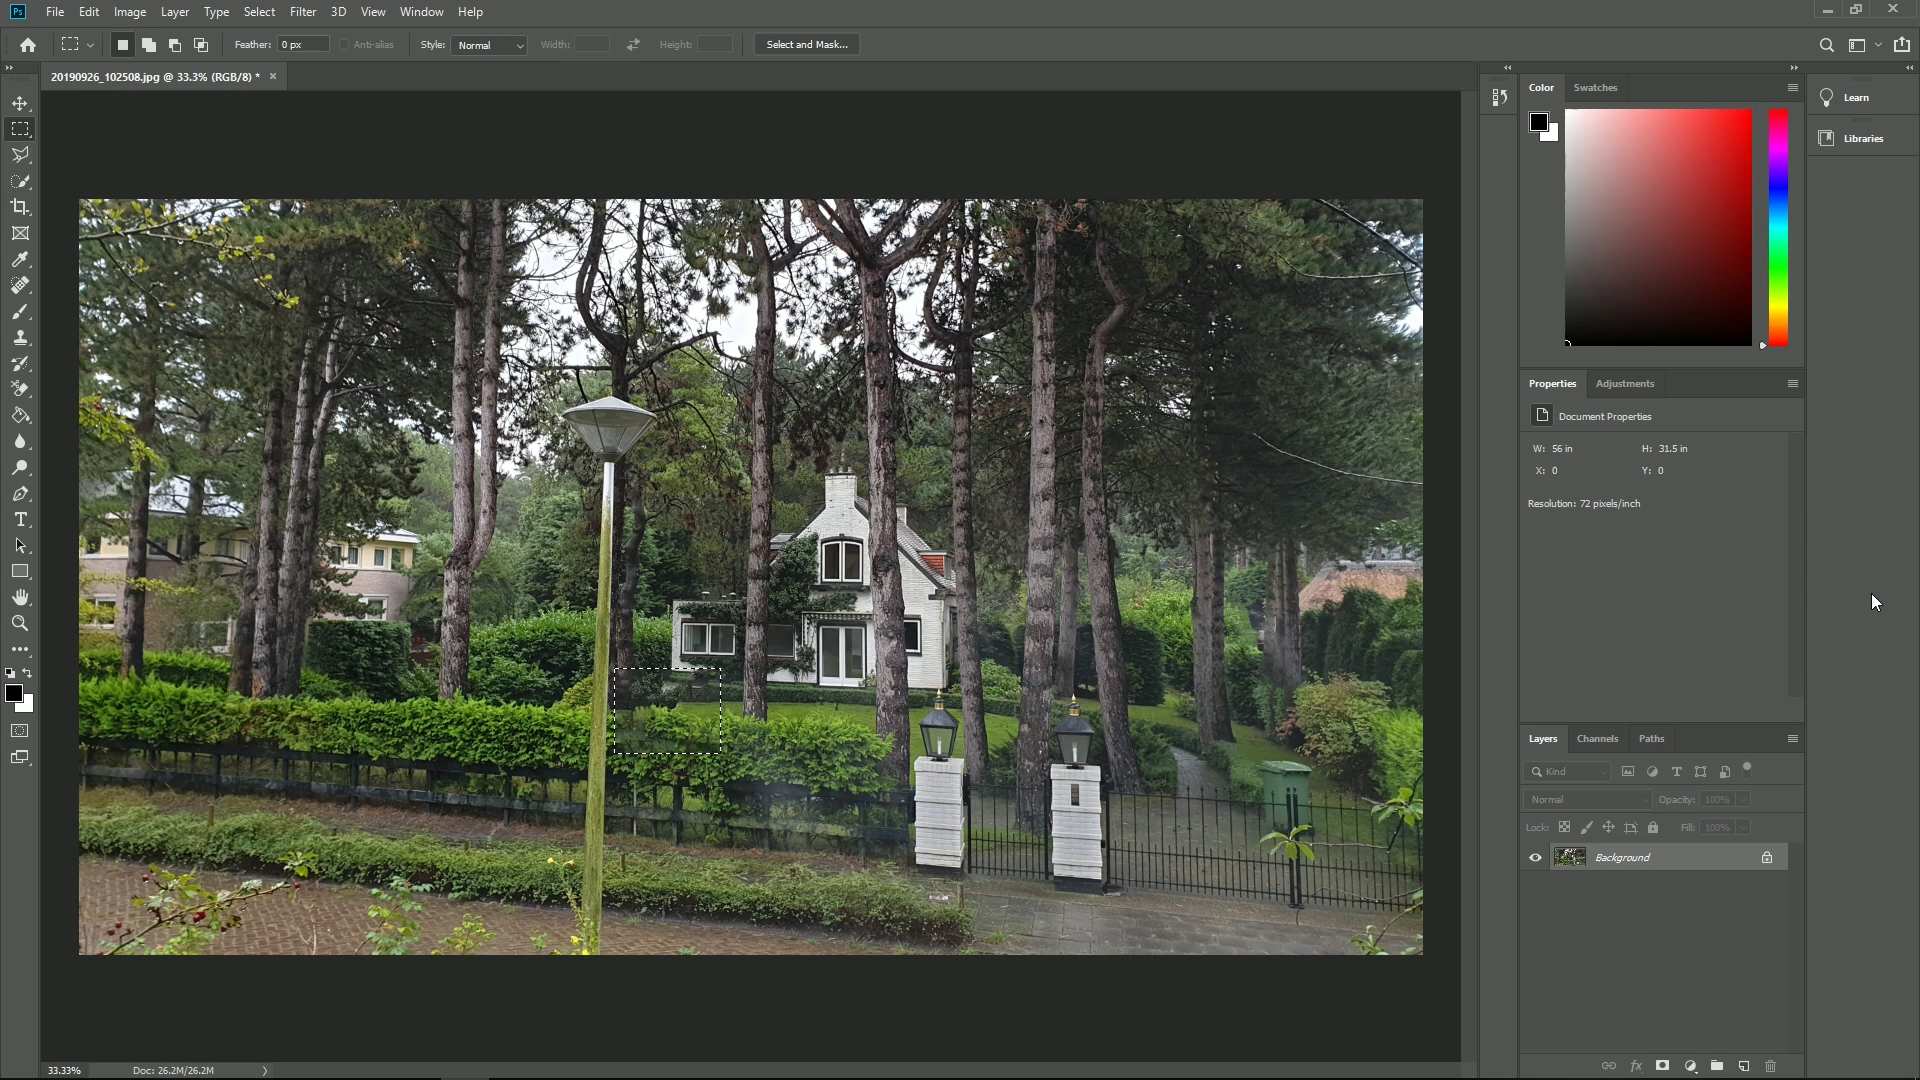 Ps File Edit Image Layer Type Select Filter 3D View Window Help
Feather: 0 px Anti-alias Style: Normal Width: Height: Select and Mask...
20190926_102508.jpg @ 33.3% (RGB/8) * ×
Color Swatches
Learn
Libraries
Properties Adjustments
Document Properties
W: 56 in H: 31.5 in
X: 0 Y: 0
Resolution: 72 pixels/inch
Layers Channels Paths
Kind
Normal Opacity: 100%
Lock: Fill: 100%
Background
fx
33.33% Doc: 26.2M/26.2M